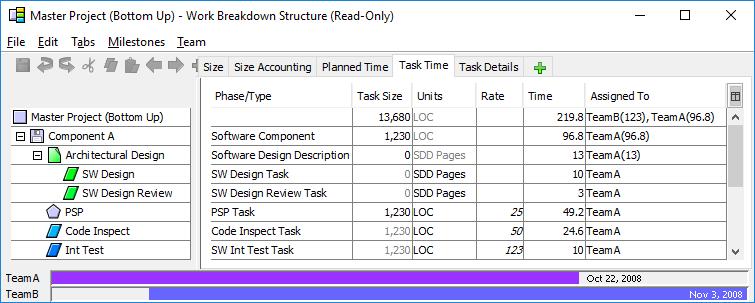 Master Project (Bottom Up) - Work Breakdown Structure (Read-Only)
File Edit Tabs Milestones Team
Size Size Accounting Planned Time Task Time Task Details
Phase/Type Task Size Units Rate Time Assigned To
Master Project (Bottom Up) 13,680 LOC 219.8 TeamB(123), TeamA(96.8)
Component A Software Component 1,230 LOC 96.8 TeamA(96.8)
Architectural Design Software Design Description 0 SDD Pages 13 TeamA(13)
SW Design SW Design Task 0 SDD Pages 10 TeamA
SW Design Review SW Design Review Task 0 SDD Pages 3 TeamA
PSP PSP Task 1,230 LOC 25 49.2 TeamA
Code Inspect Code Inspect Task 1,230 LOC 50 24.6 TeamA
Int Test SW Int Test Task 1,230 LOC 123 10 TeamA
TeamA Oct 22, 2008
TeamB Nov 3, 2008